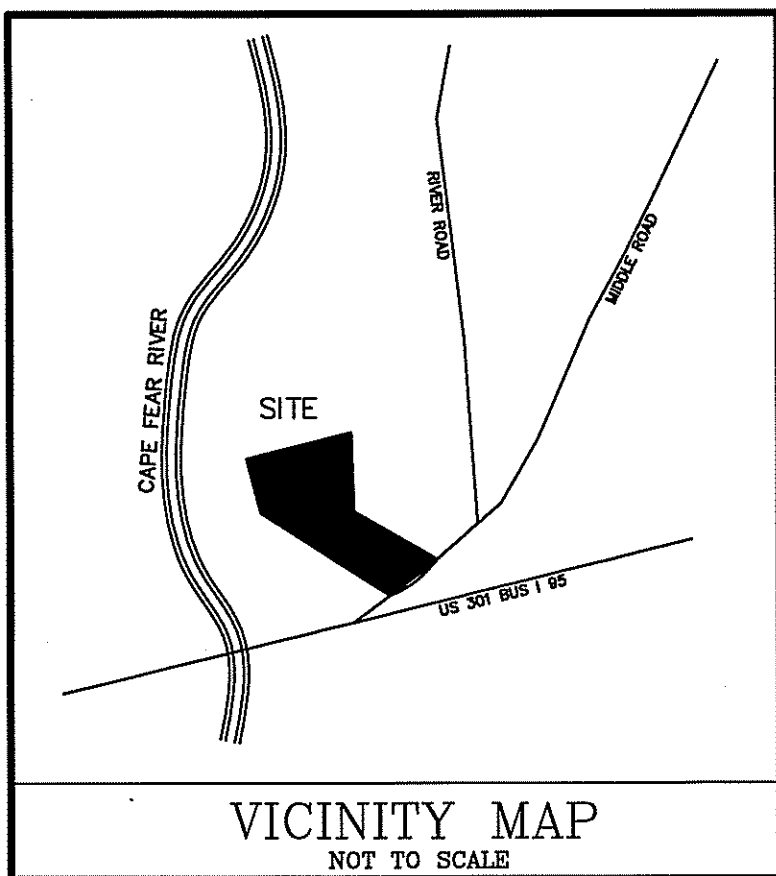 RIVER ROAD
MIDDLE ROAD
CAPE FEAR RIVER
SITE
US 301 BUS I 95
VICINITY MAP
NOT TO SCALE